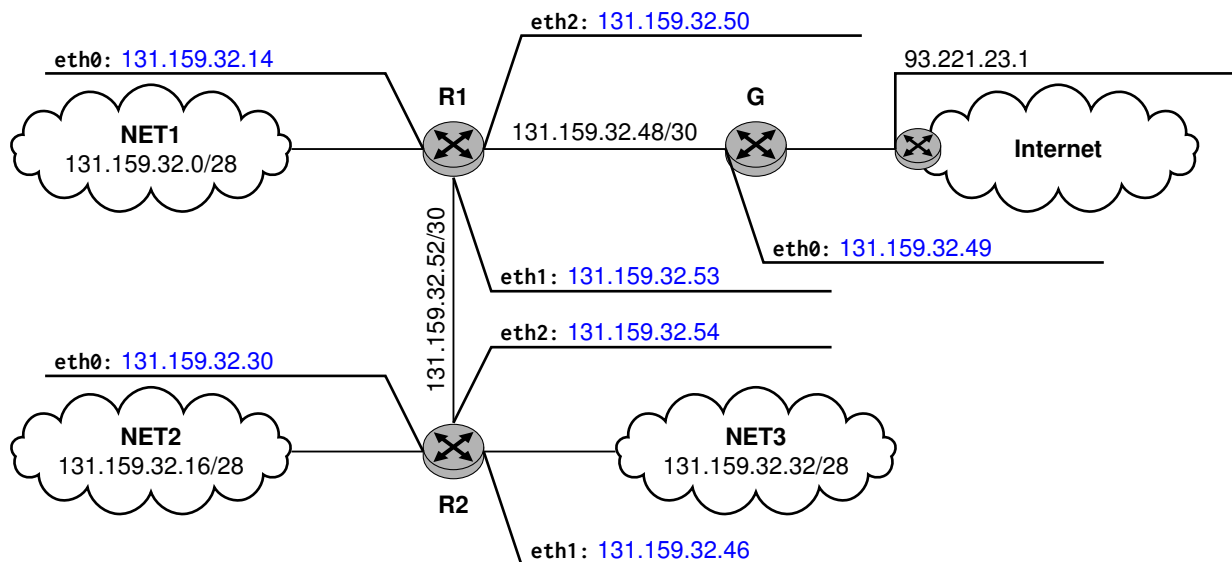 eth2: 131.159.32.50
eth0: 131.159.32.14
93.221.23.1
R1
G
NET1
131.159.32.0/28
131.159.32.48/30
Internet
131.159.32.52/30
eth0: 131.159.32.49
eth1: 131.159.32.53
eth2: 131.159.32.54
eth0: 131.159.32.30
NET2
131.159.32.16/28
NET3
131.159.32.32/28
R2
eth1: 131.159.32.46